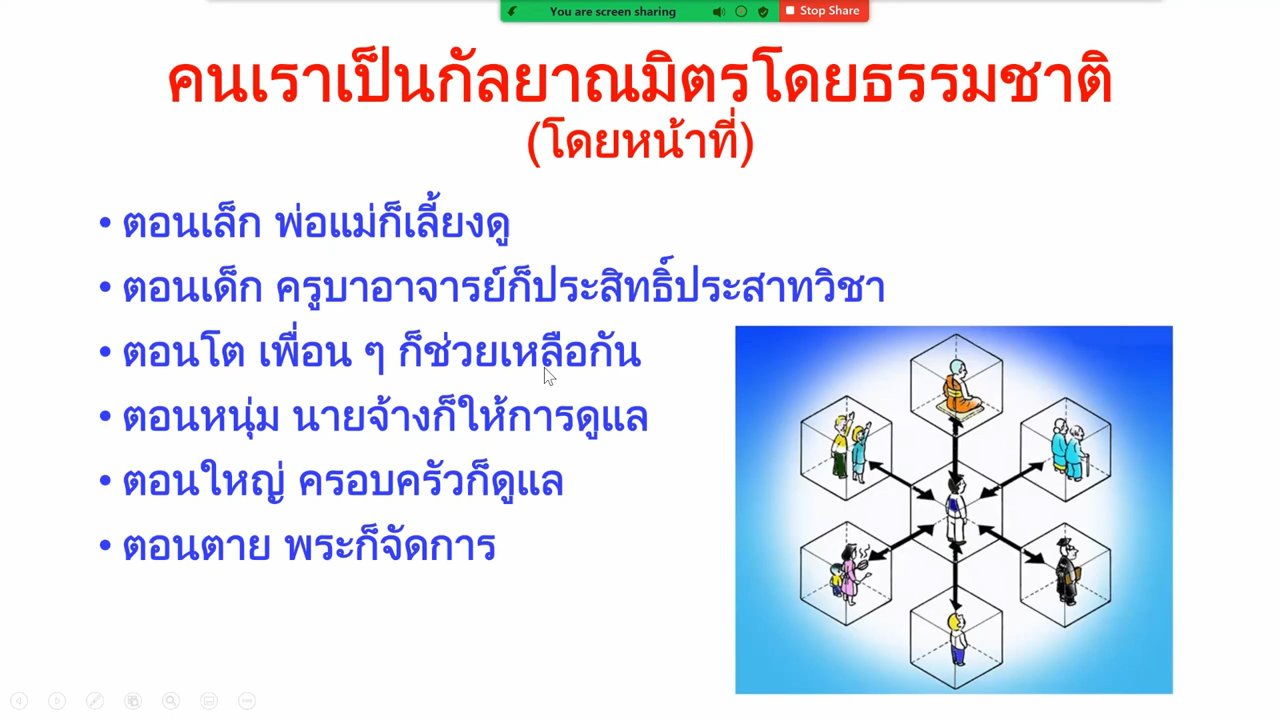 You are screen sharing
Stop Share
คนเราเป็นกัลยาณมิตรโดยธรรมชาติ
(โดยหน้าที่)
• ตอนเล็ก พ่อแม่ก็เลี้ยงดู
• ตอนเด็ก ครูบาอาจารย์ก็ประสิทธิ์ประสาทวิชา
• ตอนโต เพื่อน ๆ ก็ช่วยเหลือกัน
• ตอนหนุ่ม นายจ้างก็ให้การดูแล
• ตอนใหญ่ ครอบครัวก็ดูแล
• ตอนตาย พระก็จัดการ